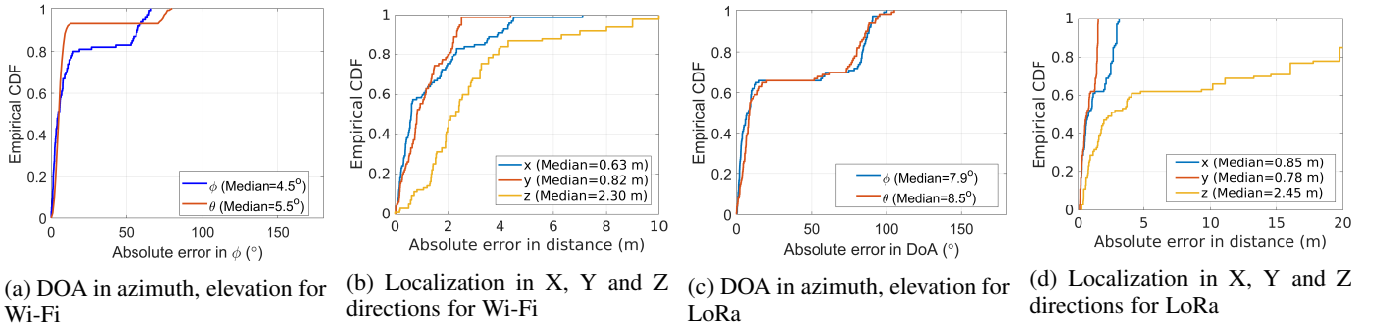 Empirical CDF
1
0.8
0.6
0.4
0.2
0
0
50
100
150
ϕ (Median=4.5°)
θ (Median=5.5°)
Absolute error in ϕ (°)
(a) DOA in azimuth, elevation for
Wi-Fi
Empirical CDF
1
0.8
0.6
0.4
0.2
0
0
2
4
6
8
10
x (Median=0.63 m)
y (Median=0.82 m)
z (Median=2.30 m)
Absolute error in distance (m)
(b) Localization in X, Y and Z
directions for Wi-Fi
Empirical CDF
1
0.8
0.6
0.4
0.2
0
0
50
100
150
ϕ (Median=7.9°)
θ (Median=8.5°)
Absolute error in DoA (°)
(c) DOA in azimuth, elevation for
LoRa
Empirical CDF
1
0.8
0.6
0.4
0.2
0
0
5
10
15
20
x (Median=0.85 m)
y (Median=0.78 m)
z (Median=2.45 m)
Absolute error in distance (m)
(d) Localization in X, Y and Z
directions for LoRa